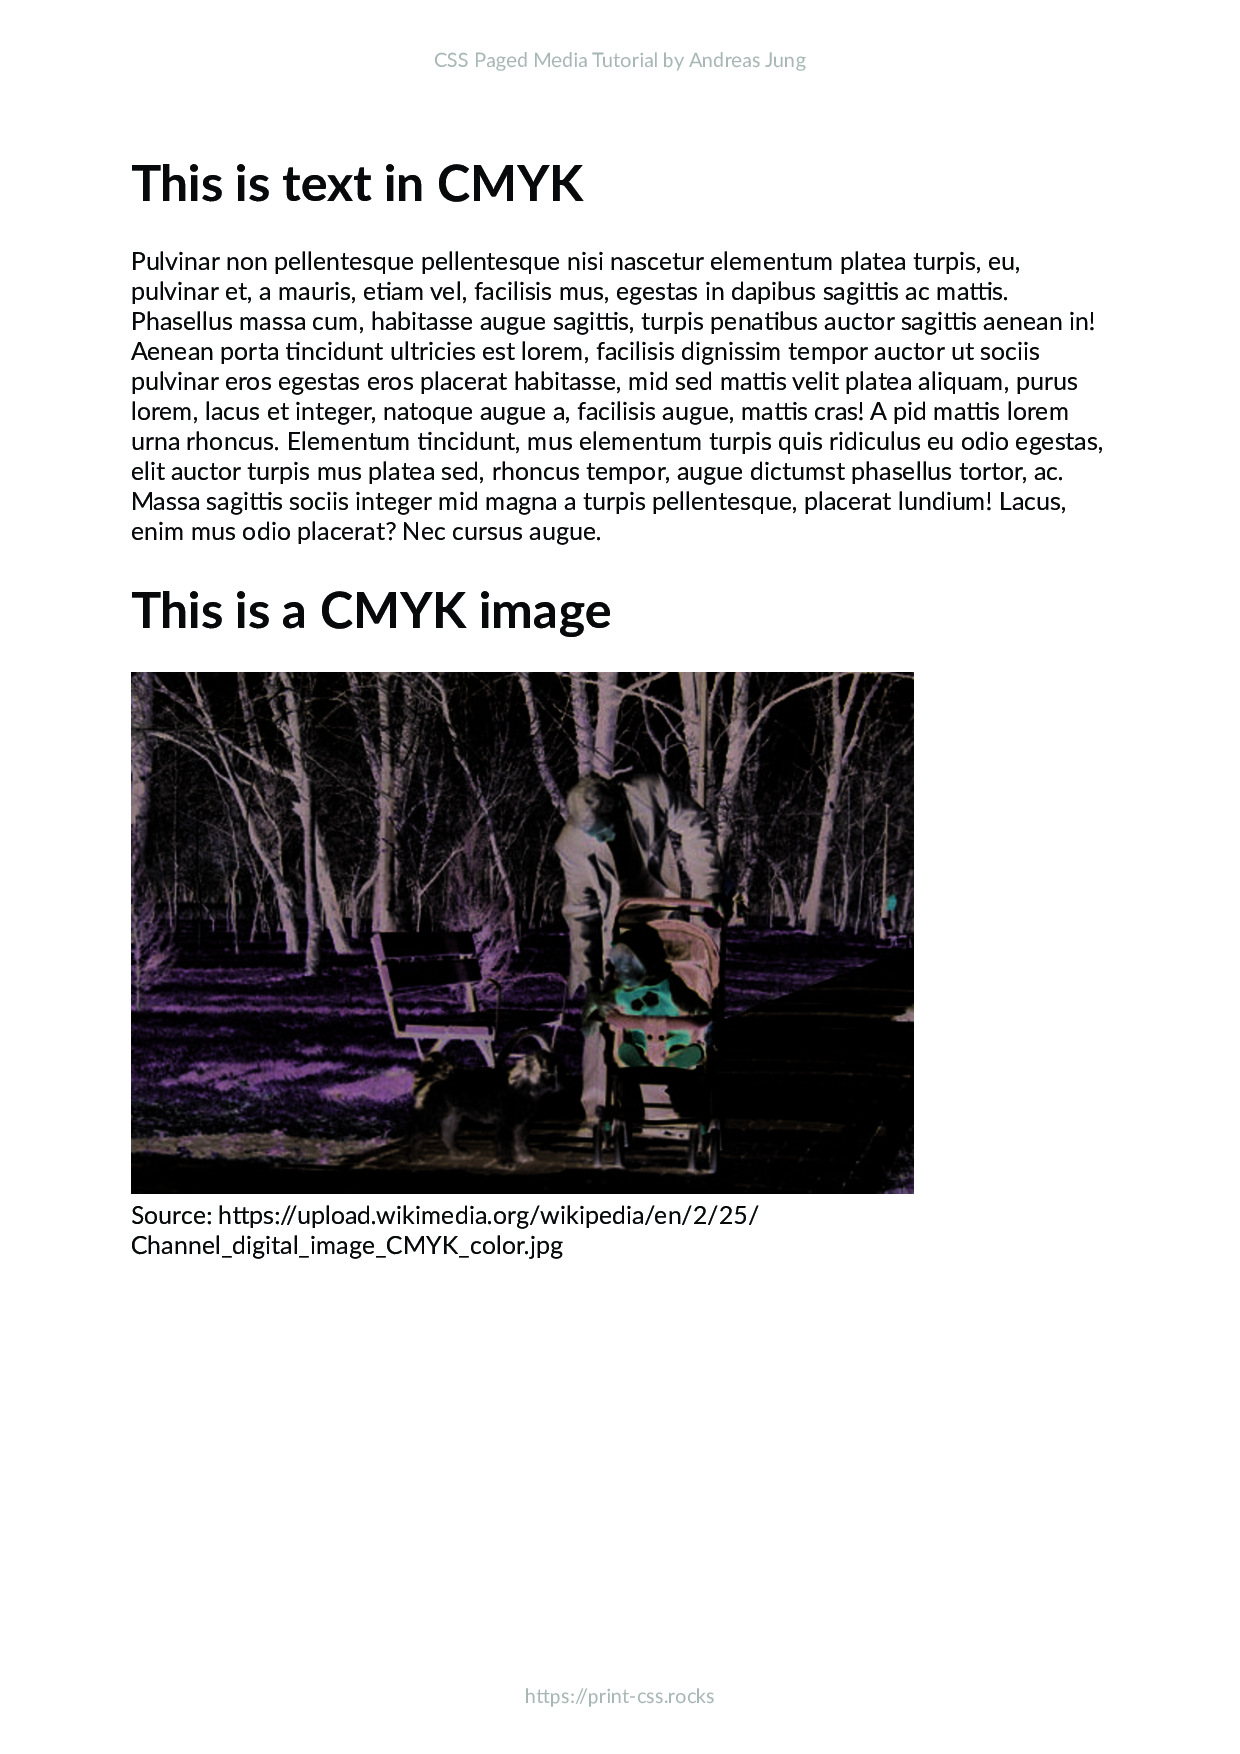 CSS Paged Media Tutorial by Andreas Jung
This is text in CMYK
Pulvinar non pellentesque pellentesque nisi nascetur elementum platea turpis, eu,
pulvinar et, a mauris, etiam vel, facilisis mus, egestas in dapibus sagittis ac mattis.
Phasellus massa cum, habitasse augue sagittis, turpis penatibus auctor sagittis aenean in!
Aenean porta tincidunt ultricies est lorem, facilisis dignissim tempor auctor ut sociis
pulvinar eros egestas eros placerat habitasse, mid sed mattis velit platea aliquam, purus
lorem, lacus et integer, natoque augue a, facilisis augue, mattis cras! A pid mattis lorem
urna rhoncus. Elementum tincidunt, mus elementum turpis quis ridiculus eu odio egestas,
elit auctor turpis mus platea sed, rhoncus tempor, augue dictumst phasellus tortor, ac.
Massa sagittis sociis integer mid magna a turpis pellentesque, placerat lundium! Lacus,
enim mus odio placerat? Nec cursus augue.
This is a CMYK image
Source: https://upload.wikimedia.org/wikipedia/en/2/25/
Channel_digital_image_CMYK_color.jpg
https://print-css.rocks